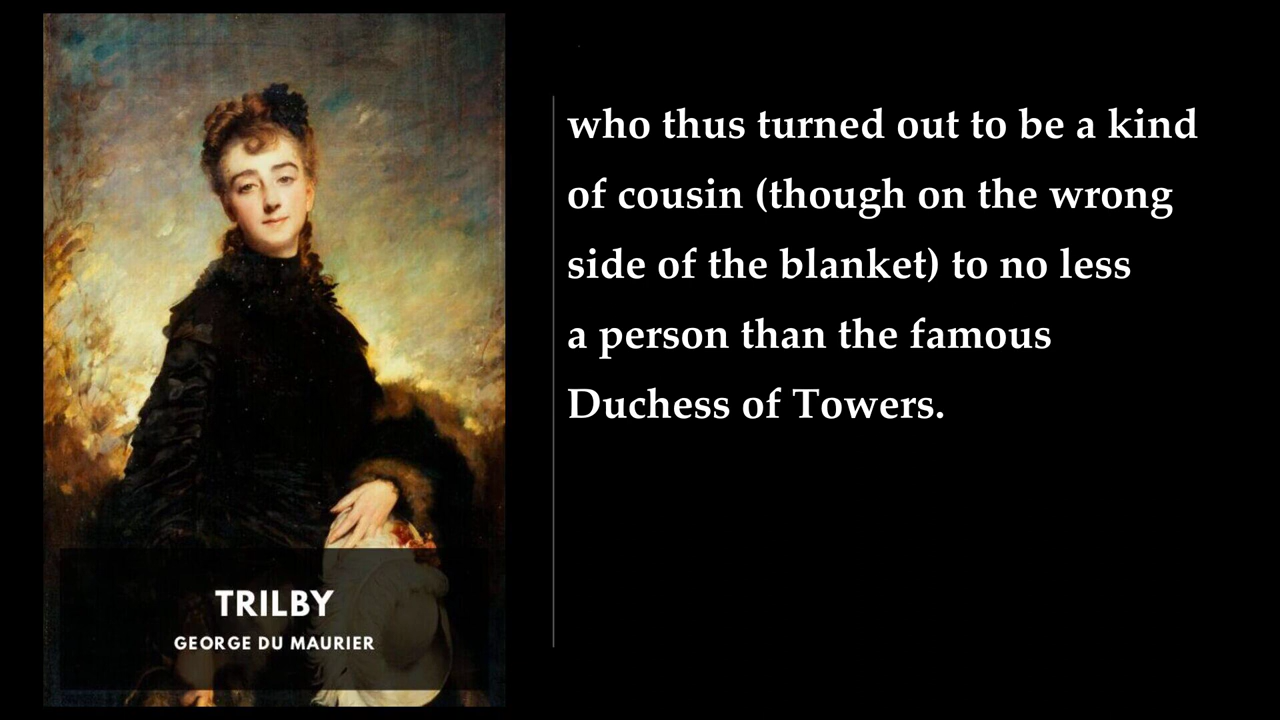 who thus turned out to be a kind
of cousin (though on the wrong
side of the blanket) to no less
a person than the famous
Duchess of Towers.
TRILBY
GEORGE DU MAURIER